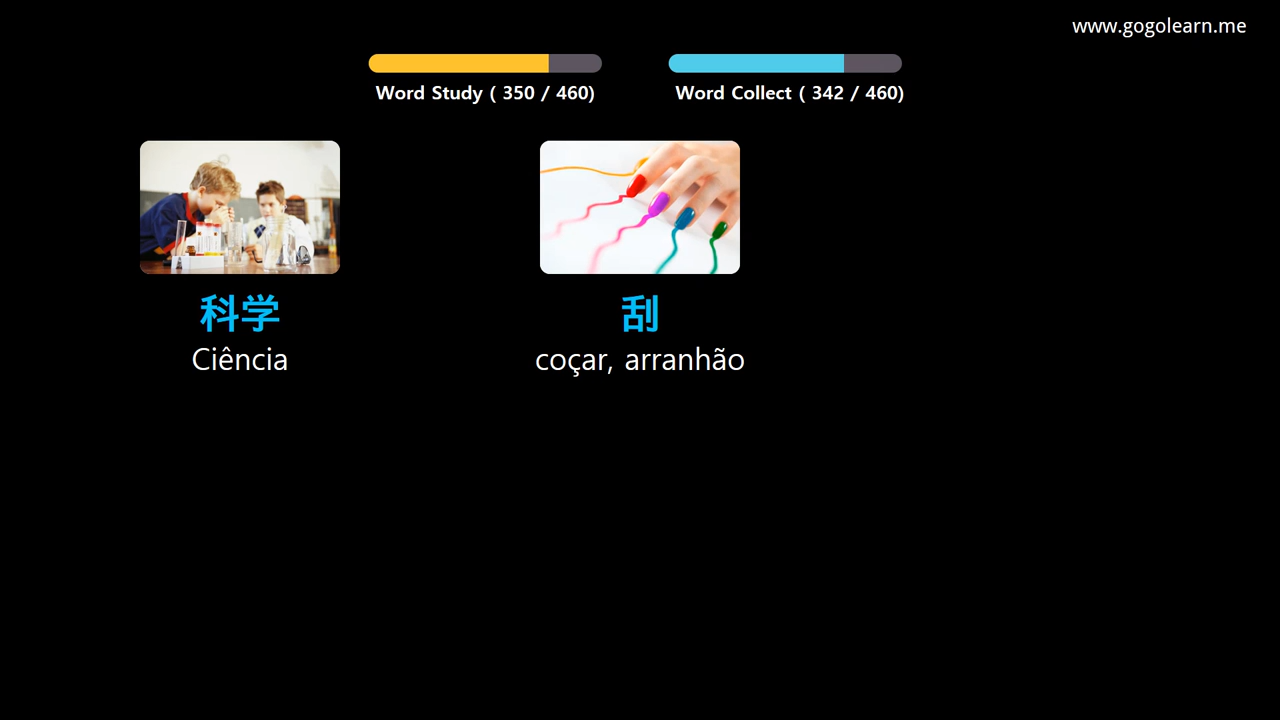 www.gogolearn.me
Word Study ( 350 / 460)
Word Collect ( 342 / 460)
科学
Ciência
刮
coçar, arranhão